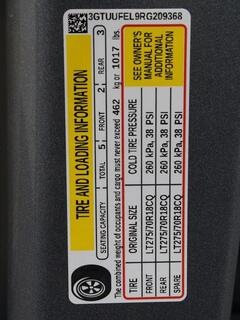 3GTUUFEL9RG209368
TIRE AND LOADING INFORMATION
SEATING CAPACITY TOTAL 5 FRONT 2 REAR 3
The combined weight of occupants and cargo must never exceed 462 kg or 1017 lbs.
TIRE ORIGINAL SIZE COLD TIRE PRESSURE
FRONT LT275/70R18CQ 260 kPa, 38 PSI
REAR LT275/70R18CQ 260 kPa, 38 PSI
SPARE LT275/70R18CQ 260 kPa, 38 PSI
SEE OWNER'S
MANUAL FOR
ADDITIONAL
INFORMATION